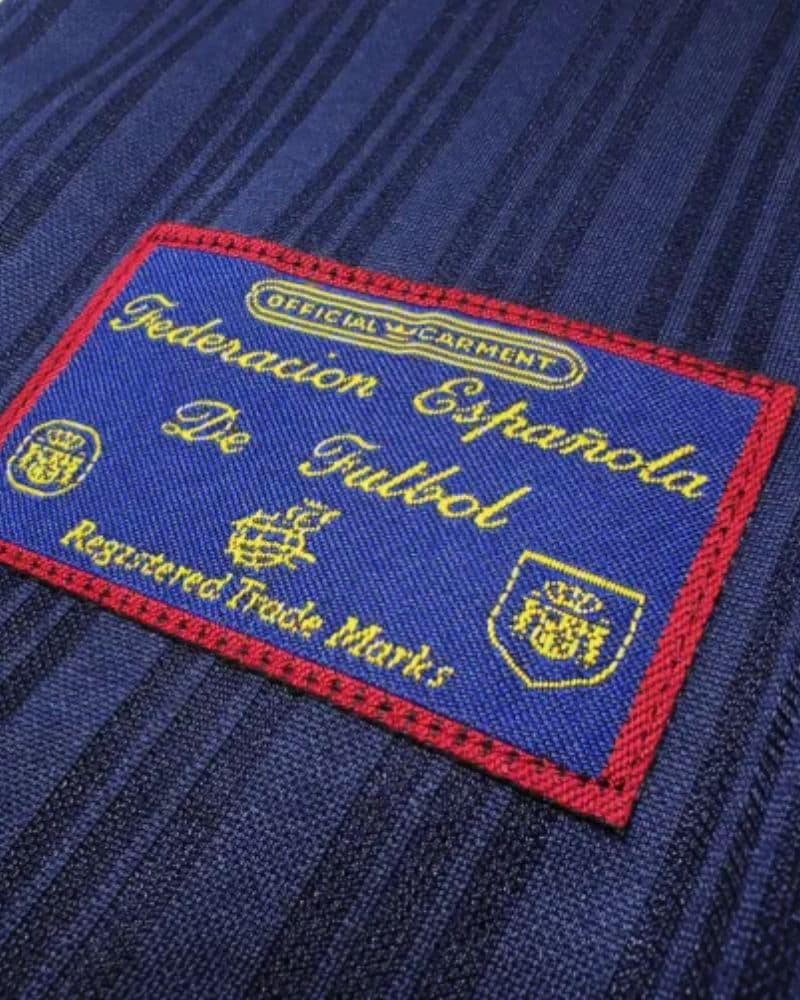 OFFICIAL GARMENT
Federacion Española
De Futbol
Registered Trade Marks